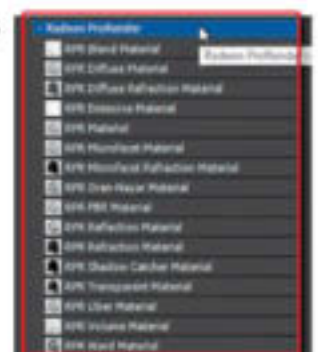 - Radeon ProRender
RPR Blend Material
Radeon ProRender
RPR Diffuse Material
RPR Diffuse Refraction Material
RPR Emissive Material
RPR Material
RPR Microfacet Material
RPR Microfacet Refraction Material
RPR Oren-Nayar Material
RPR PBR Material
RPR Reflection Material
RPR Refraction Material
RPR Shadow Catcher Material
RPR Transparent Material
RPR Uber Material
RPR Volume Material
RPR Ward Material